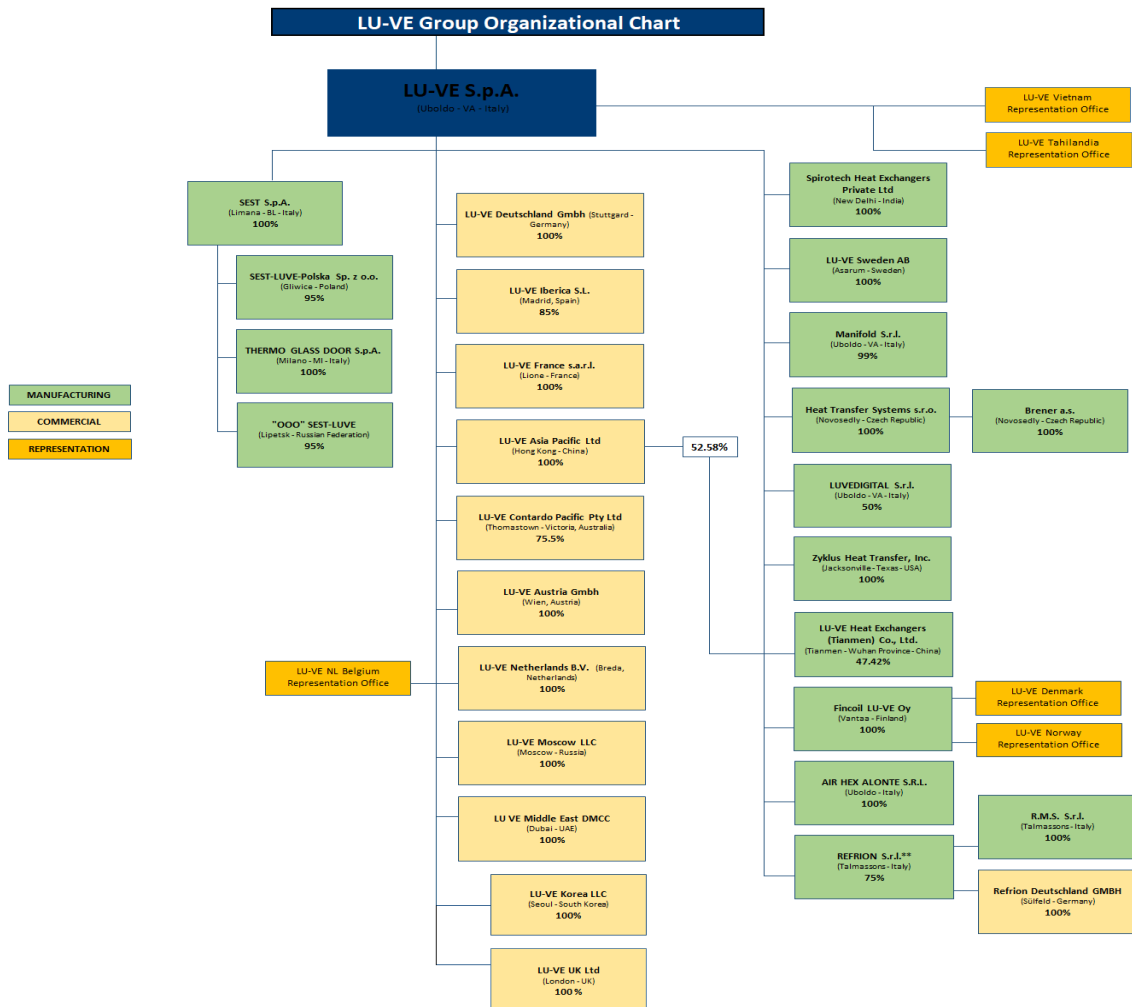 LU-VE Group Organizational Chart
LU-VE S.p.A.
(Uboldo - VA - Italy)
LU-VE Vietnam
Representation Office
LU-VE Tahilandia
Representation Office
SEST S.p.A.
(Limana - BL - Italy)
100%
SEST-LUVE-Polska Sp. z o.o.
(Gliwice - Poland)
95%
THERMO GLASS DOOR S.p.A.
(Milano - MI - Italy)
100%
"OOO" SEST-LUVE
(Lipetsk - Russian Federation)
95%
MANUFACTURING
COMMERCIAL
REPRESENTATION
LU-VE Deutschland Gmbh (Stuttgard -
Germany)
100%
LU-VE Iberica S.L.
(Madrid, Spain)
85%
LU-VE France s.a.r.l.
(Lione - France)
100%
LU-VE Asia Pacific Ltd
(Hong Kong - China)
100%
52.58%
LU-VE Contardo Pacific Pty Ltd
(Thomastown - Victoria, Australia)
75.5%
LU-VE Austria Gmbh
(Wien, Austria)
100%
LU-VE NL Belgium
Representation Office
LU-VE Netherlands B.V. (Breda,
Netherlands)
100%
LU-VE Moscow LLC
(Moscow - Russia)
100%
LU VE Middle East DMCC
(Dubai - UAE)
100%
LU-VE Korea LLC
(Seoul - South Korea)
100%
LU-VE UK Ltd
(London - UK)
100 %
Spirotech Heat Exchangers
Private Ltd
(New Delhi - India)
100%
LU-VE Sweden AB
(Asarum - Sweden)
100%
Manifold S.r.l.
(Uboldo - VA - Italy)
99%
Heat Transfer Systems s.r.o.
(Novosedly - Czech Republic)
100%
Brener a.s.
(Novosedly - Czech Republic)
100%
LUVEDIGITAL S.r.l.
(Uboldo - VA - Italy)
50%
Zyklus Heat Transfer, Inc.
(Jacksonville - Texas - USA)
100%
LU-VE Heat Exchangers
(Tianmen) Co., Ltd.
(Tianmen - Wuhan Province - China)
47.42%
Fincoil LU-VE Oy
(Vantaa - Finland)
100%
LU-VE Denmark
Representation Office
LU-VE Norway
Representation Office
AIR HEX ALONTE S.R.L.
(Uboldo - Italy)
100%
REFRION S.r.l.**
(Talmassons - Italy)
75%
R.M.S. S.r.l.
(Talmassons - Italy)
100%
Refrion Deutschland GMBH
(Sülfeld - Germany)
100%